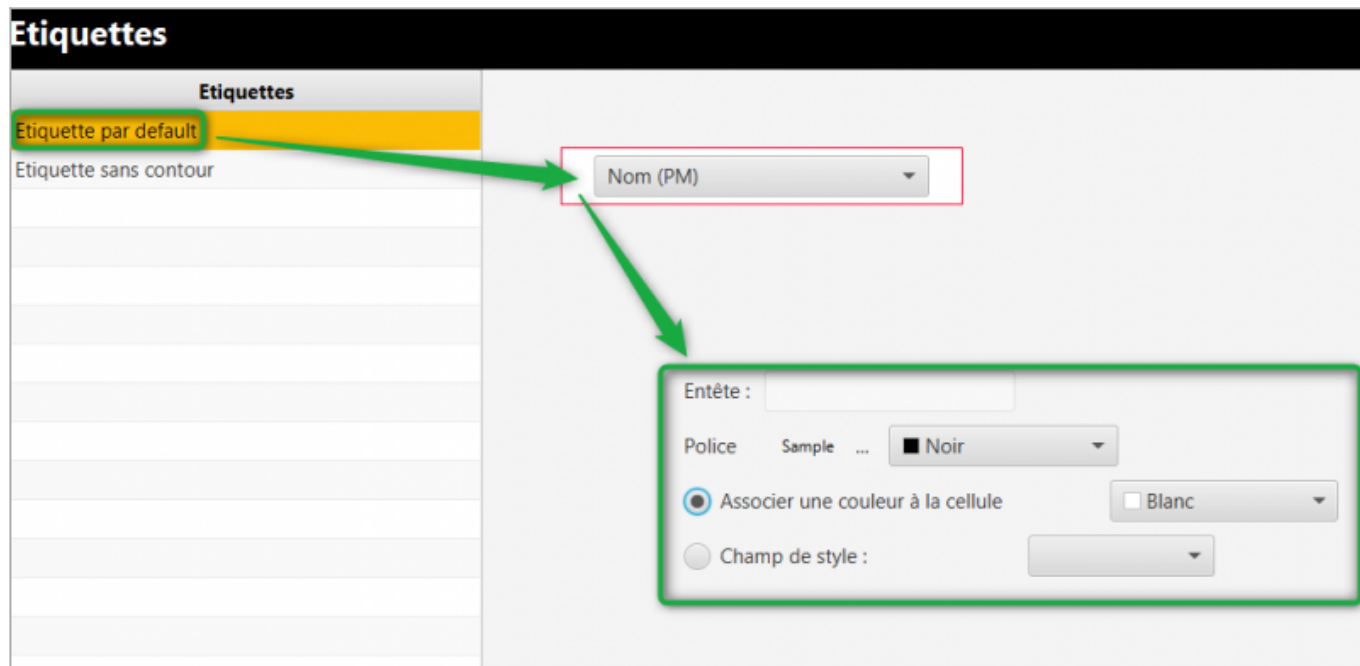 Etiquettes
Etiquettes
Etiquette par default
Etiquette sans contour
Nom (PM)
Entête :
Police Sample ... Noir
Associer une couleur à la cellule Blanc
Champ de style :